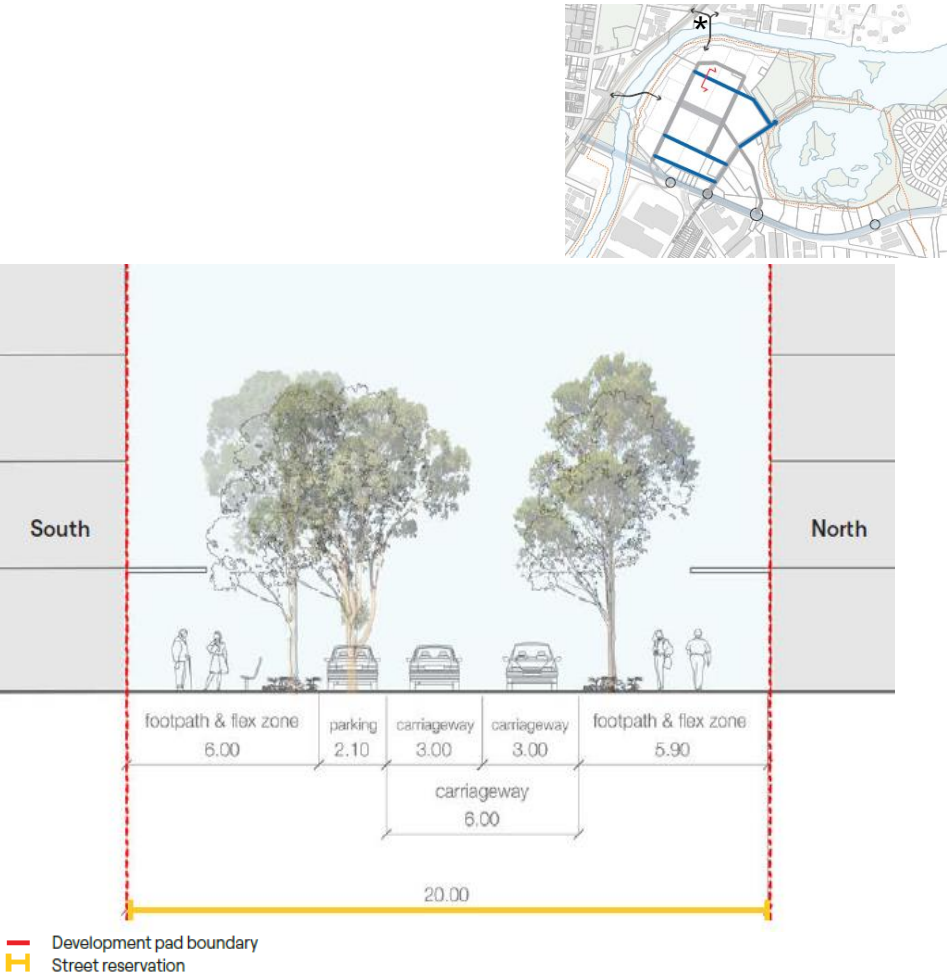 *
South
North
footpath & flex zone
6.00
parking
2.10
carriageway
3.00
carriageway
3.00
footpath & flex zone
5.90
carriageway
6.00
20.00
Development pad boundary
Street reservation